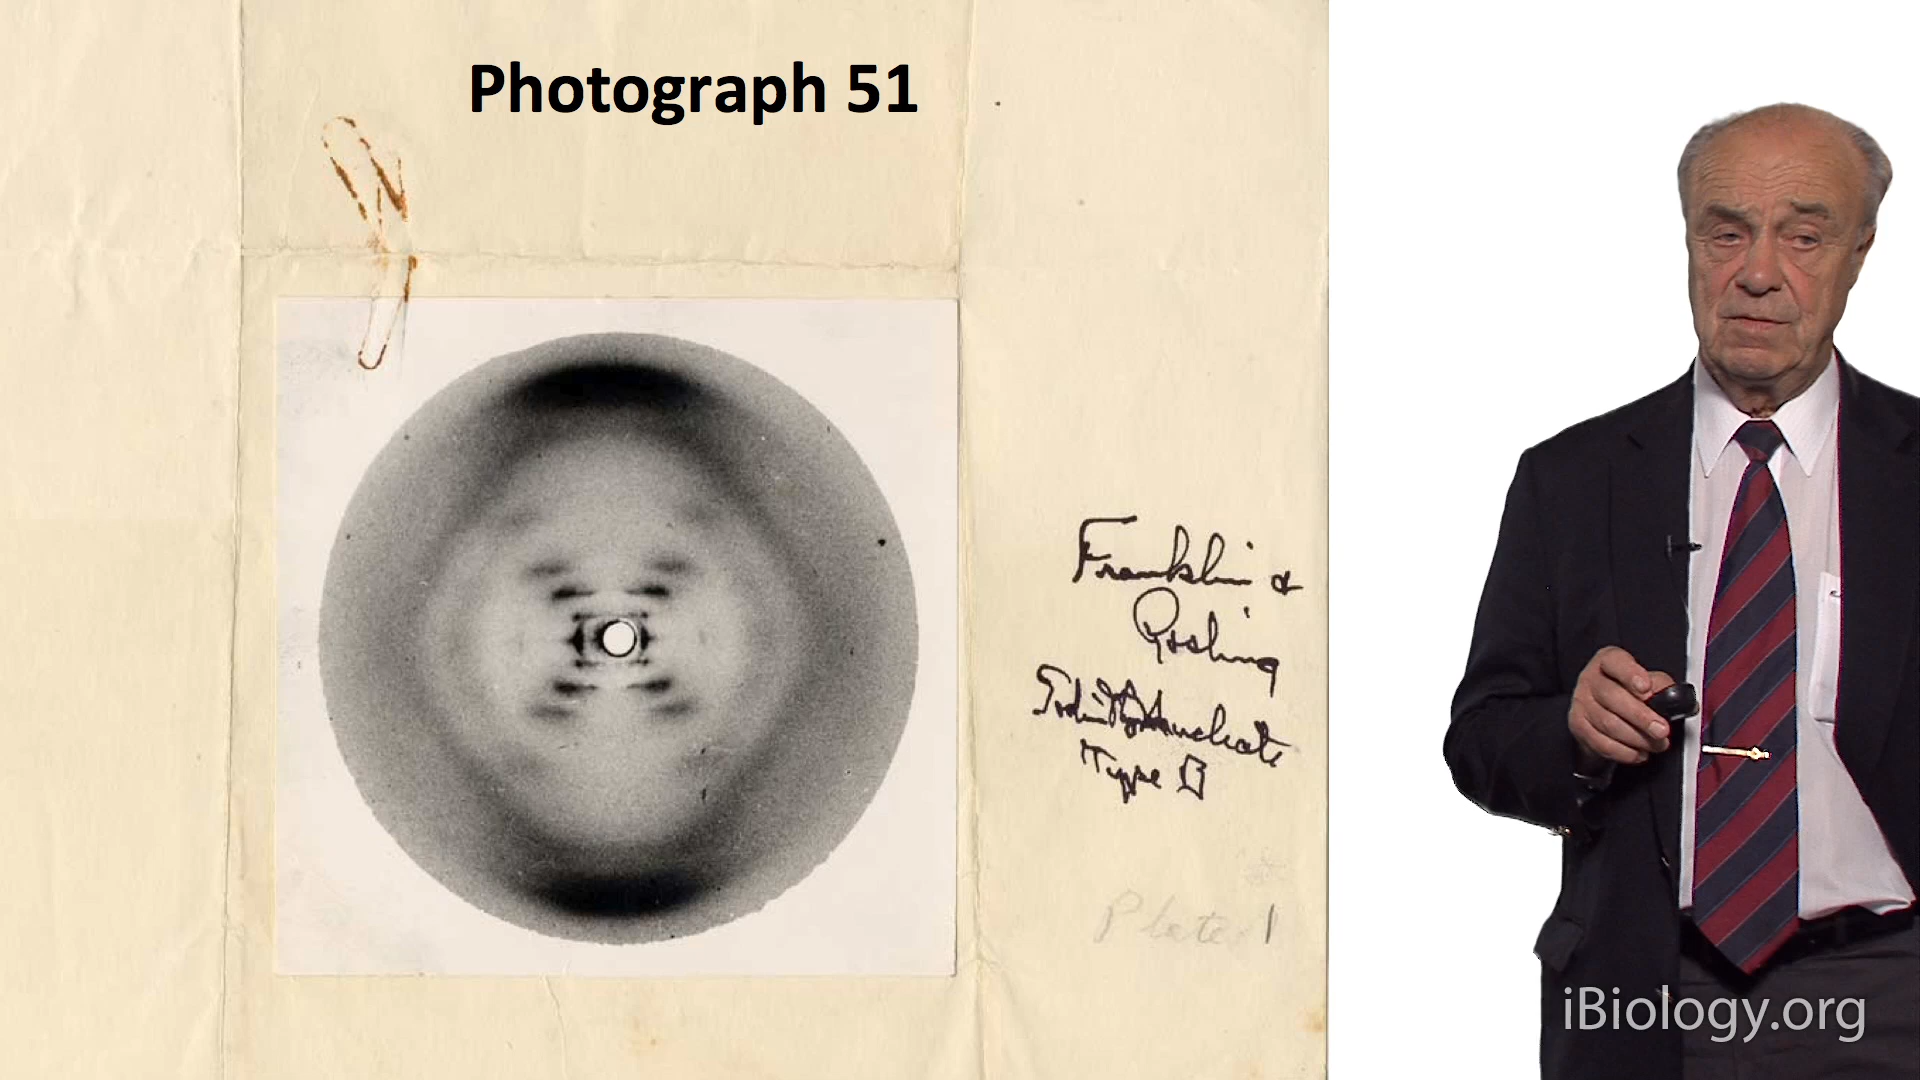 Photograph 51
Franklin &
Gosling
Type B
Plate 1
iBiology.org